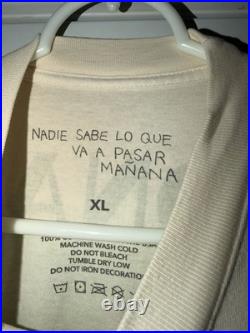 NADIE SABE LO QUE
VA A PASAR
MAÑANA
XL
100%
MACHINE WASH COLD
DO NOT BLEACH
TUMBLE DRY LOW
DO NOT IRON DECORATION